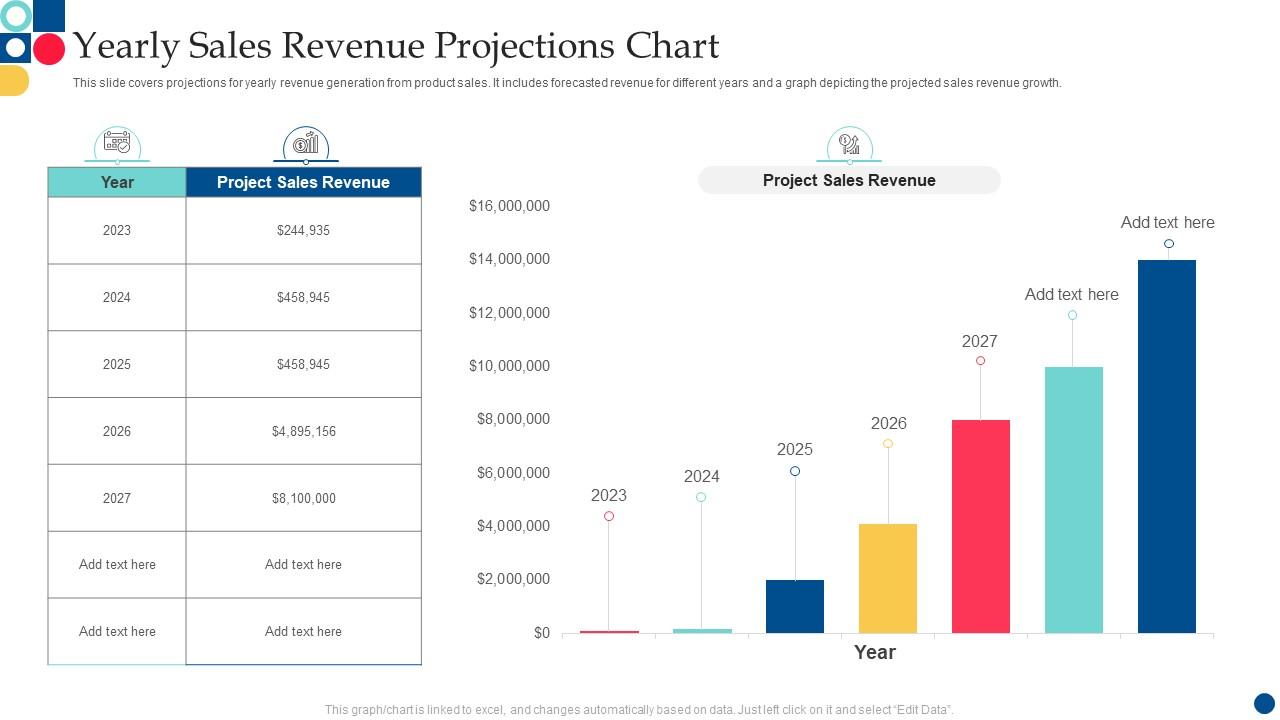 Yearly Sales Revenue Projections Chart
This slide covers projections for yearly revenue generation from product sales. It includes forecasted revenue for different years and a graph depicting the projected sales revenue growth.
Year Project Sales Revenue
2023 $244,935
2024 $458,945
2025 $458,945
2026 $4,895,156
2027 $8,100,000
Add text here Add text here
Add text here Add text here
Project Sales Revenue
$16,000,000
$14,000,000
$12,000,000
$10,000,000
$8,000,000
$6,000,000
$4,000,000
$2,000,000
$0
2023
2024
2025
2026
2027
Add text here
Add text here
Year
This graph/chart is linked to excel, and changes automatically based on data. Just left click on it and select “Edit Data”.